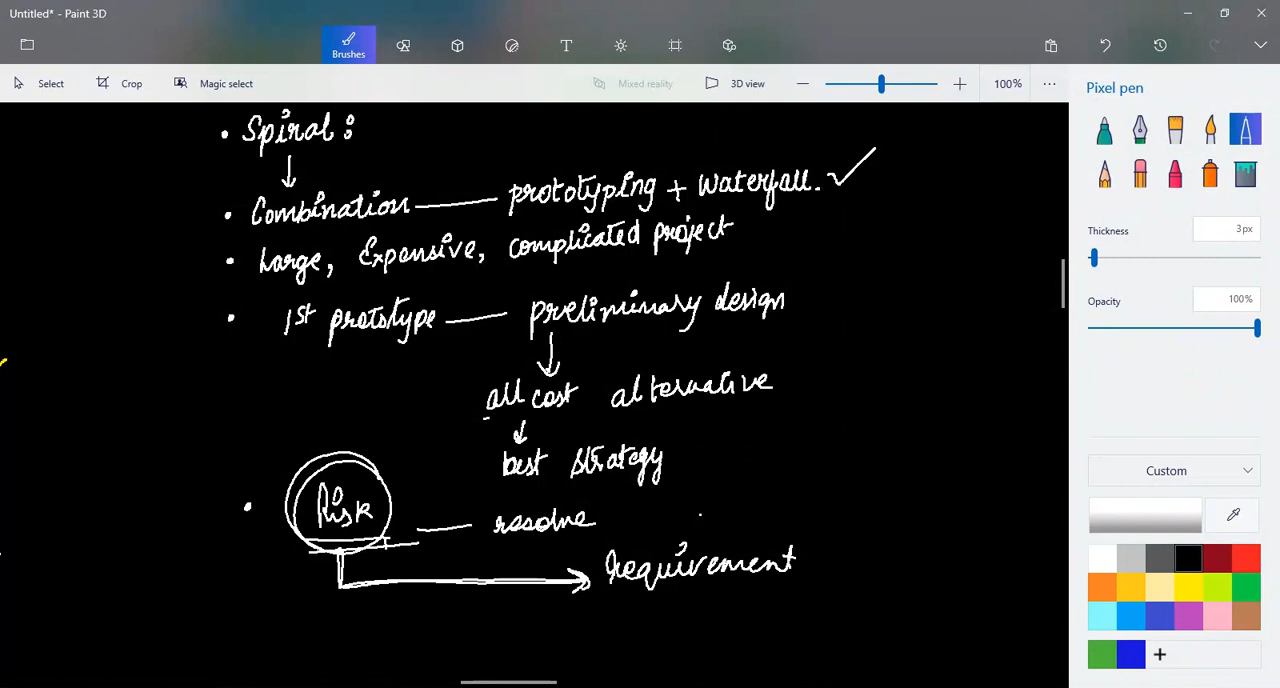 Untitled* - Paint 3D
Brushes
Select Crop Magic select Mixed reality 3D view 100%
Pixel pen
Thickness 3px
Opacity 100%
Custom
• Spiral :
• Combination — prototyping + Waterfall. ✓
• Large, Expensive, complicated project
• 1st prototype — preliminary design
all cost alternative
best strategy
• Risk — resolve
Requirement